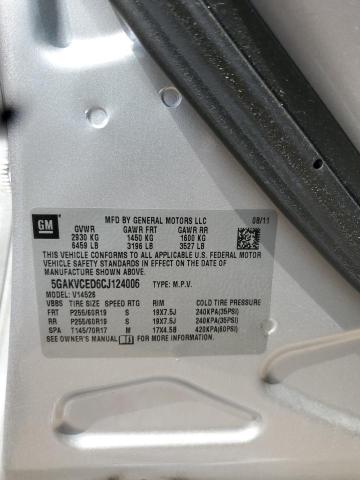 GM
MFD BY GENERAL MOTORS LLC 08/11
GVWR GAWR FRT GAWR RR
2930 KG 1450 KG 1600 KG
6459 LB 3196 LB 3527 LB
THIS VEHICLE CONFORMS TO ALL APPLICABLE
U.S. FEDERAL MOTOR
VEHICLE SAFETY STANDARDS IN EFFECT ON THE DATE
OF MANUFACTURE SHOWN ABOVE.
5GAKVCED6CJ124006 TYPE: M.P.V.
MODEL: V14526
VBBS TIRE SIZE SPEED RTG RIM COLD TIRE PRESSURE
FRT P255/60R19 S 19X7.5J 240KPA(35PSI)
RR P255/60R19 S 19X7.5J 240KPA(35PSI)
SPA T145/70R17 M 17X4.5B 420KPA(60PSI)
SEE OWNER'S MANUAL FOR MORE INFORMATION.